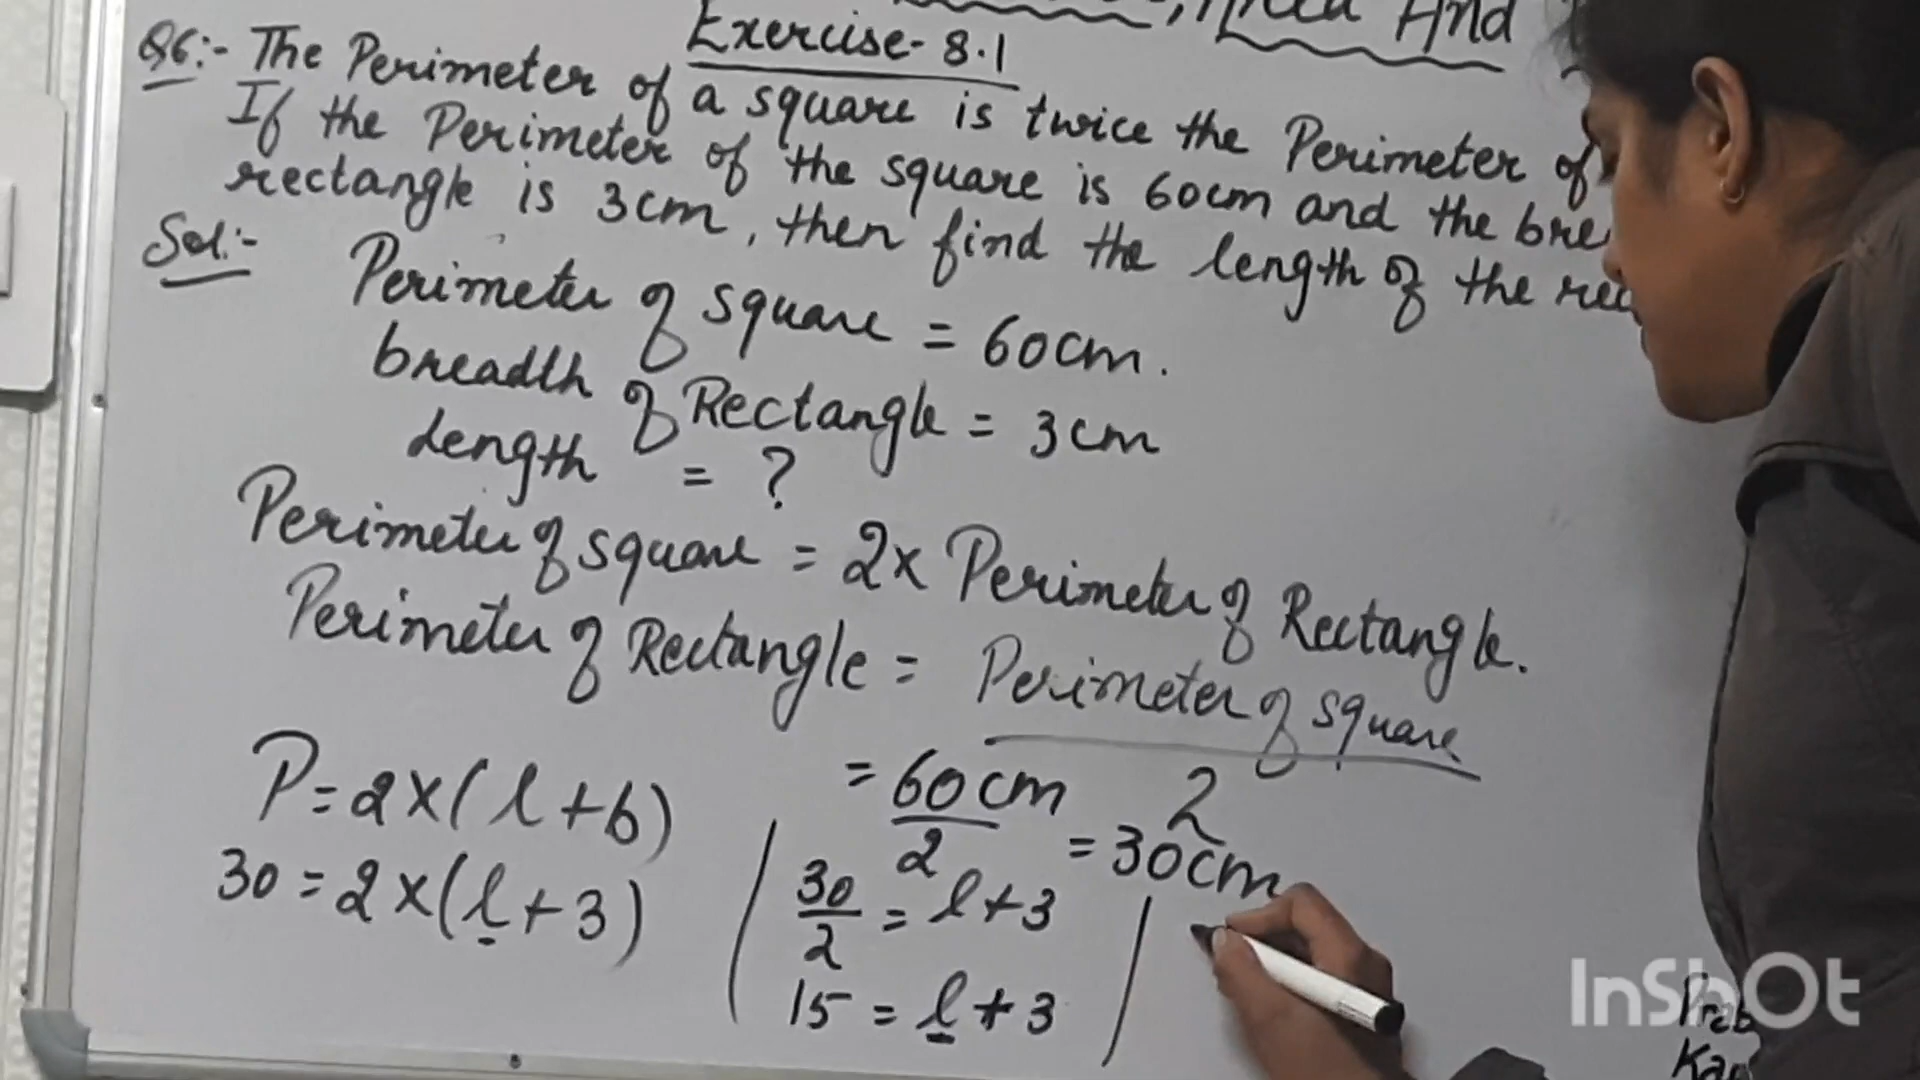 And
Exercise-8.1
Q6:- The Perimeter of a square is twice the Perimeter of
If the Perimeter of the square is 60cm and the bre
rectangle is 3cm, then find the length of the rec
Sol:-
Perimeter of square = 60cm.
breadth of Rectangle = 3cm
Length = ?
Perimeter of square = 2x Perimeter of Rectangle.
Perimeter of Rectangle = Perimeter of square
2
= 60cm
2
= 30cm
P = 2x(l+b)
30 = 2x(l+3)
30
2
= l+3
15 = l+3
InShOt